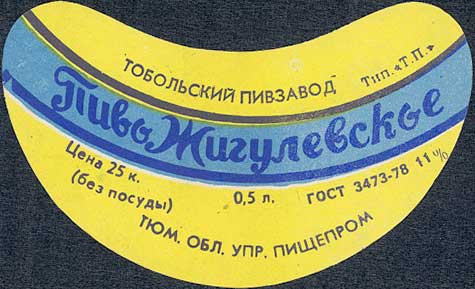 ТОБОЛЬСКИЙ ПИВЗАВОД Тип. «Т.П.»
Пиво Жигулевское
Цена 25 к. 0,5 л. ГОСТ 3473-78 11%
(без посуды)
ТЮМ. ОБЛ. УПР. ПИЩЕПРОМ